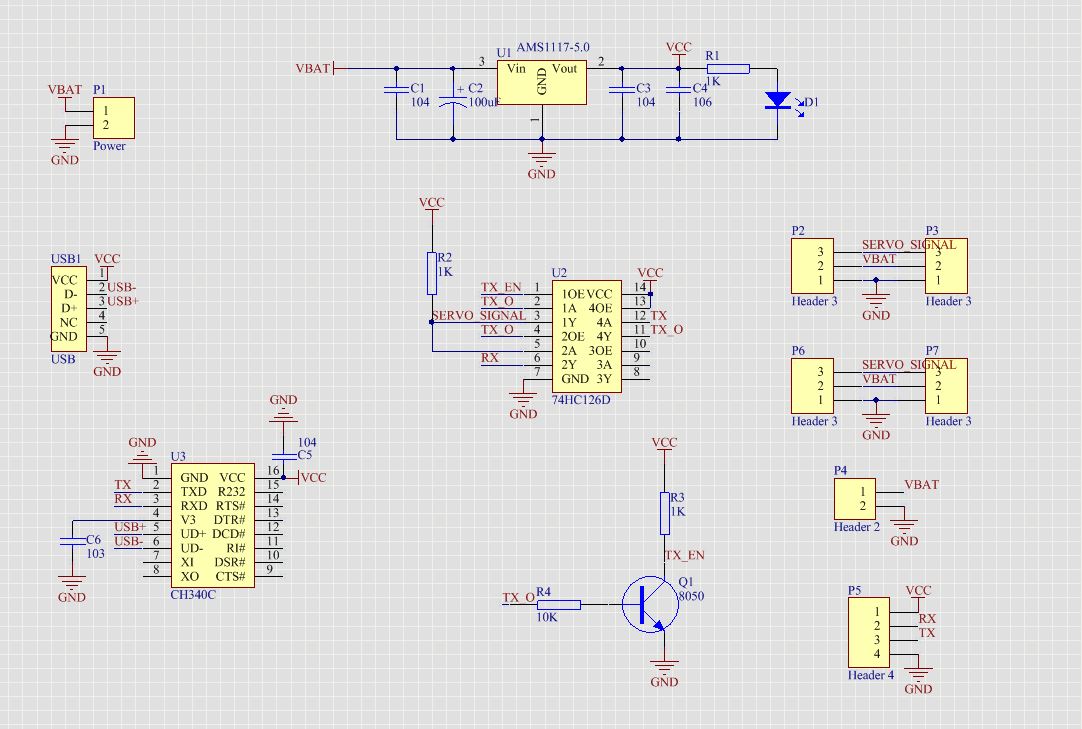 VBAT
P1
1
2
Power
GND
VBAT
C1
104
C2
100uF
3
U1
AMS1117-5.0
Vin
Vout
GND
1
2
GND
C3
104
VCC
C4
106
R1
1K
D1
USB1
VCC
VCC 1
D- 2 USB-
D+ 3 USB+
NC 4
GND 5
USB
GND
VCC
R2
1K
U2
VCC
TX_EN 1 1OE VCC 14
TX_O 2 1A 4OE 13
SERVO_SIGNAL 3 1Y 4A 12 TX
TX_O 4 2OE 4Y 11 TX_O
5 2A 3OE 10
RX 6 2Y 3A 9
7 GND 3Y 8
74HC126D
GND
P2
P3
3 SERVO_SIGNAL 3
2 VBAT 2
1 1
Header 3
Header 3
GND
P6
P7
3 SERVO_SIGNAL 3
2 VBAT 2
1 1
Header 3
Header 3
GND
GND
104
C5
GND
U3
1 GND VCC 16 VCC
TX 2 TXD R232 15
RX 3 RXD RTS# 14
4 V3 DTR# 13
USB+ 5 UD+ DCD# 12
USB- 6 UD- RI# 11
7 XI DSR# 10
8 XO CTS# 9
CH340C
C6
103
GND
VCC
R3
1K
TX_EN
Q1
8050
TX_O
R4
10K
GND
P4
1 VBAT
2
Header 2
GND
P5
VCC
1
2 RX
3 TX
4
Header 4
GND